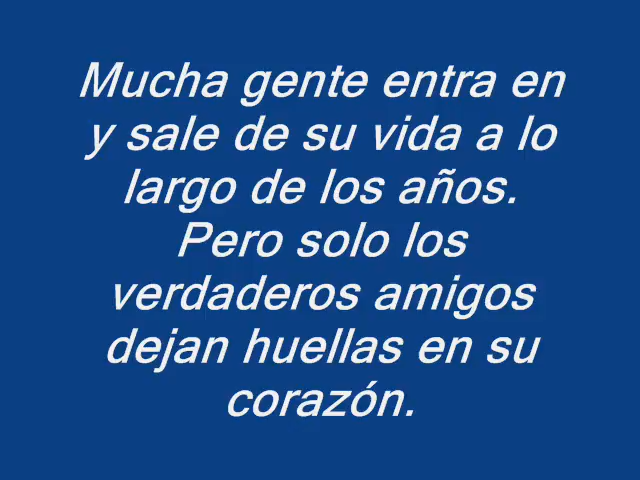 Mucha gente entra en
y sale de su vida a lo
largo de los años.
Pero solo los
verdaderos amigos
dejan huellas en su
corazón.